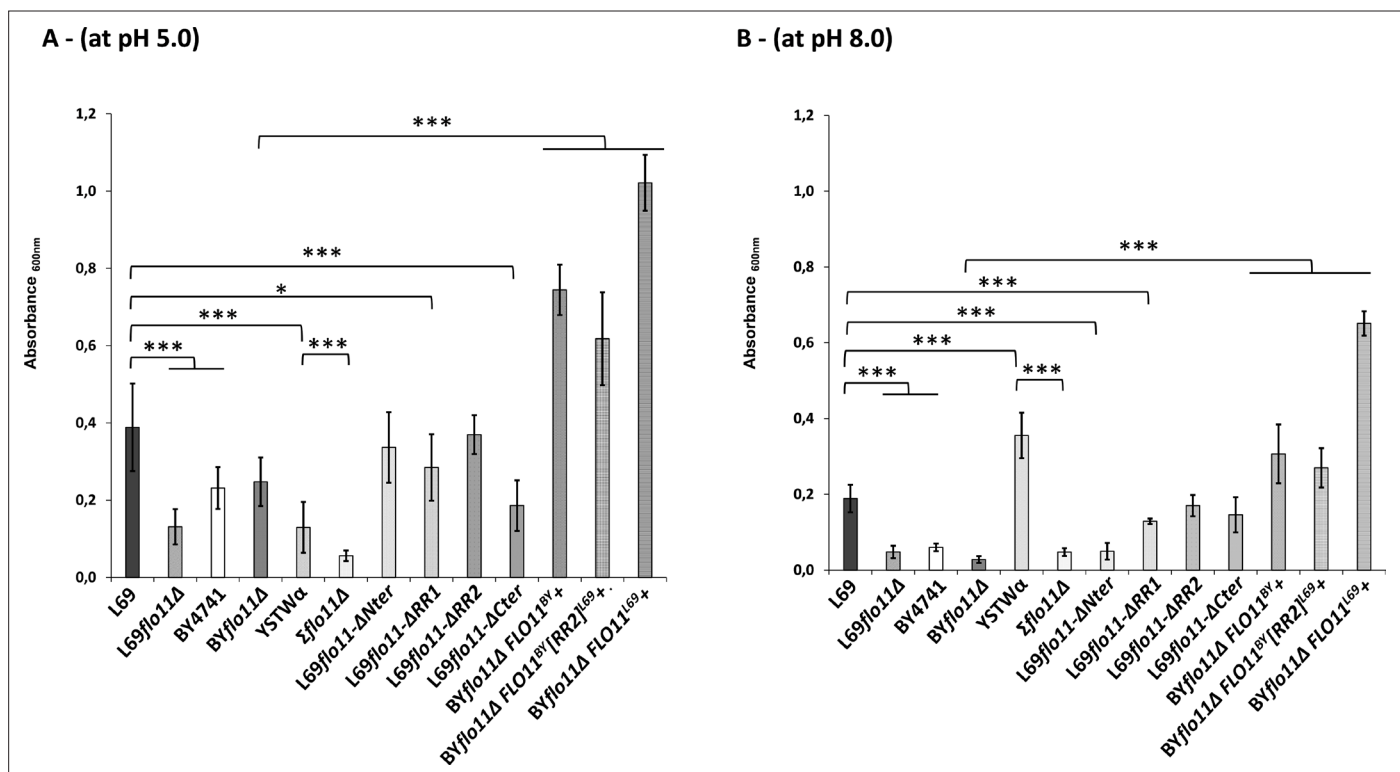 A - (at pH 5.0)
Absorbance 600nm
1,2
1,0
0,8
0,6
0,4
0,2
0,0
***
***
*
***
***
***
L69
L69flo11Δ
BY4741
BYflo11Δ
YSTWα
Σflo11Δ
L69flo11-ΔNter
L69flo11-ΔRR1
L69flo11-ΔRR2
L69flo11-ΔCter
BYflo11Δ FLO11BY+
BYflo11Δ FLO11BY[RR2]L69+.
BYflo11Δ FLO11L69+
B - (at pH 8.0)
Absorbance 600nm
1,2
1,0
0,8
0,6
0,4
0,2
0,0
***
***
***
***
***
***
L69
L69flo11Δ
BY4741
BYflo11Δ
YSTWα
Σflo11Δ
L69flo11-ΔNter
L69flo11-ΔRR1
L69flo11-ΔRR2
L69flo11-ΔCter
BYflo11Δ FLO11BY+
BYflo11Δ FLO11BY[RR2]L69+
BYflo11Δ FLO11L69+